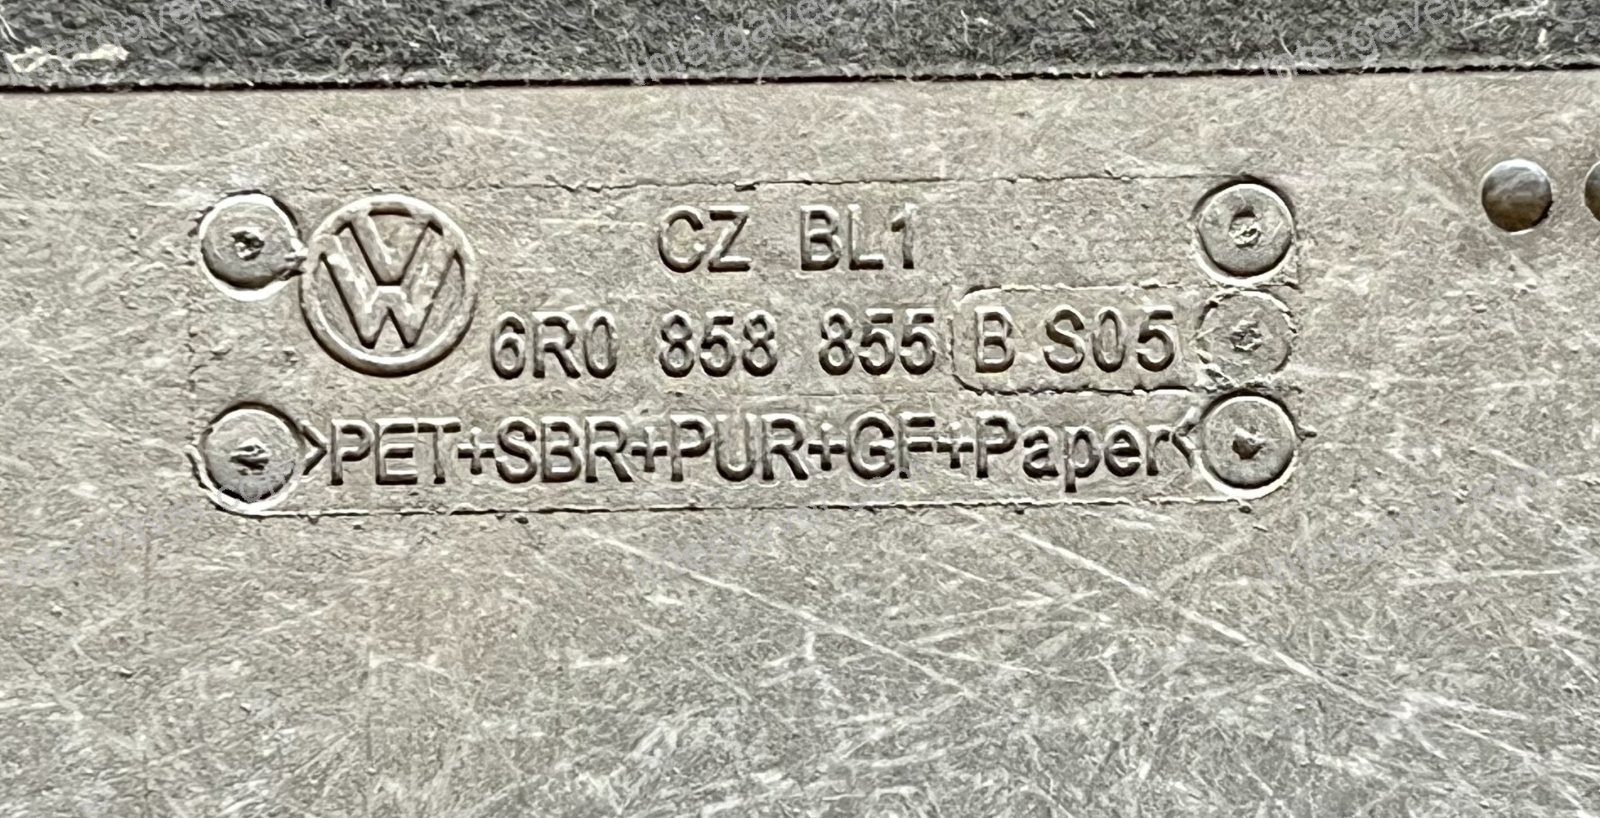 CZ BL1
6R0 858 855 B S05
>PET+SBR+PUR+GF+Paper<